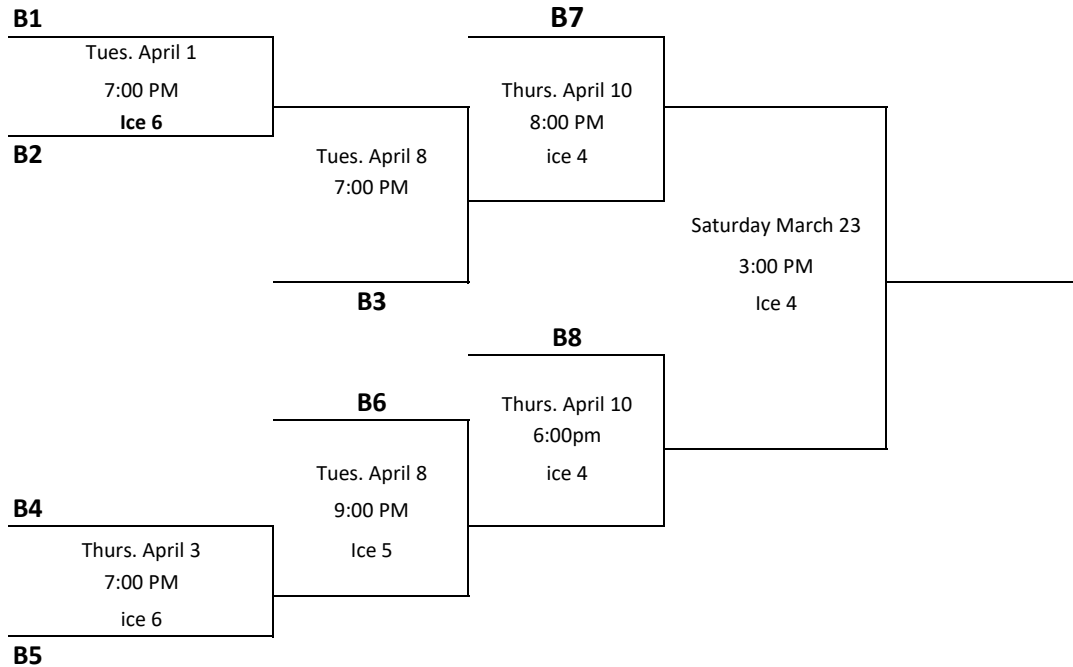 B1
Tues. April 1
7:00 PM
Ice 6
B2
Tues. April 8
7:00 PM
B3
B7
Thurs. April 10
8:00 PM
ice 4
Saturday March 23
3:00 PM
Ice 4
B8
Thurs. April 10
6:00pm
ice 4
B6
Tues. April 8
9:00 PM
Ice 5
B4
Thurs. April 3
7:00 PM
ice 6
B5